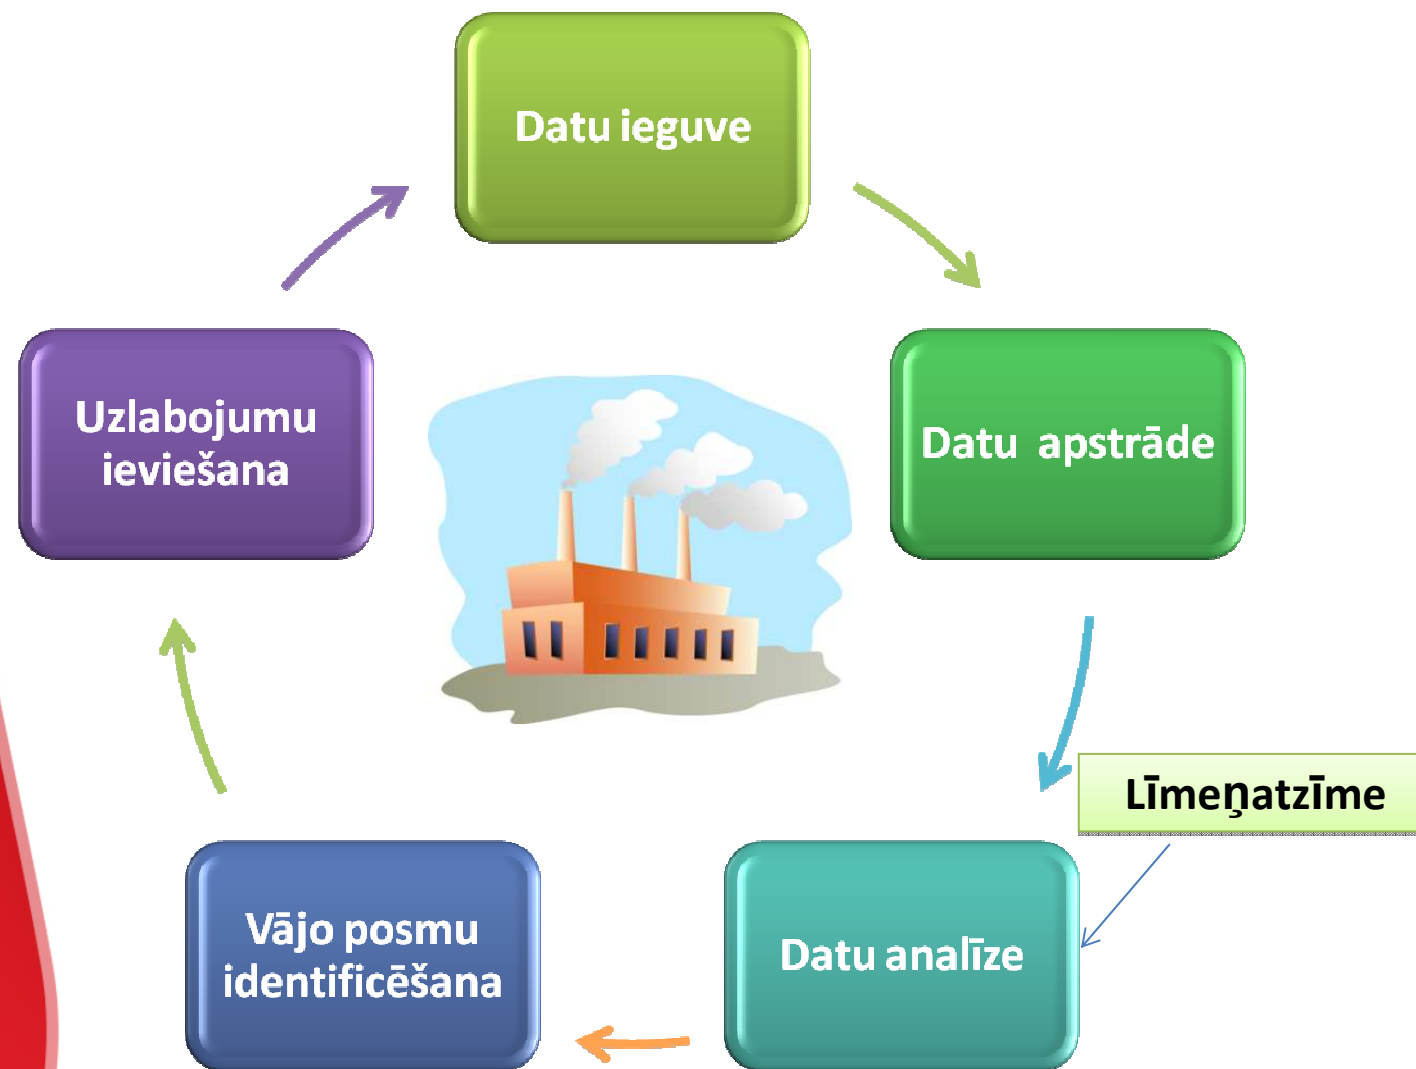 Datu ieguve
Uzlabojumu
ieviešana
Datu apstrāde
Līmeņatzīme
Vājo posmu
identificēšana
Datu analīze